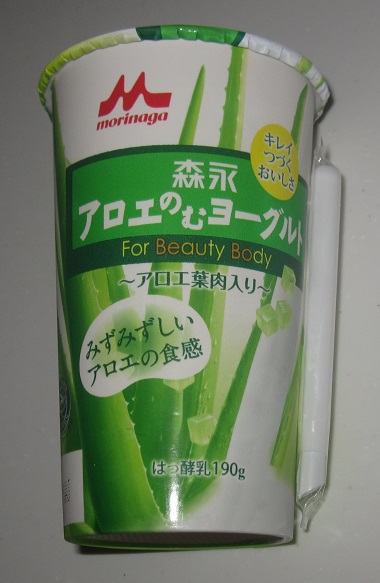 morinaga
キレイ
つづく
おいしさ
森永
アロエのむヨーグルト
For Beauty Body
〜アロエ葉肉入り〜
みずみずしい
アロエの食感
はっ酵乳190g